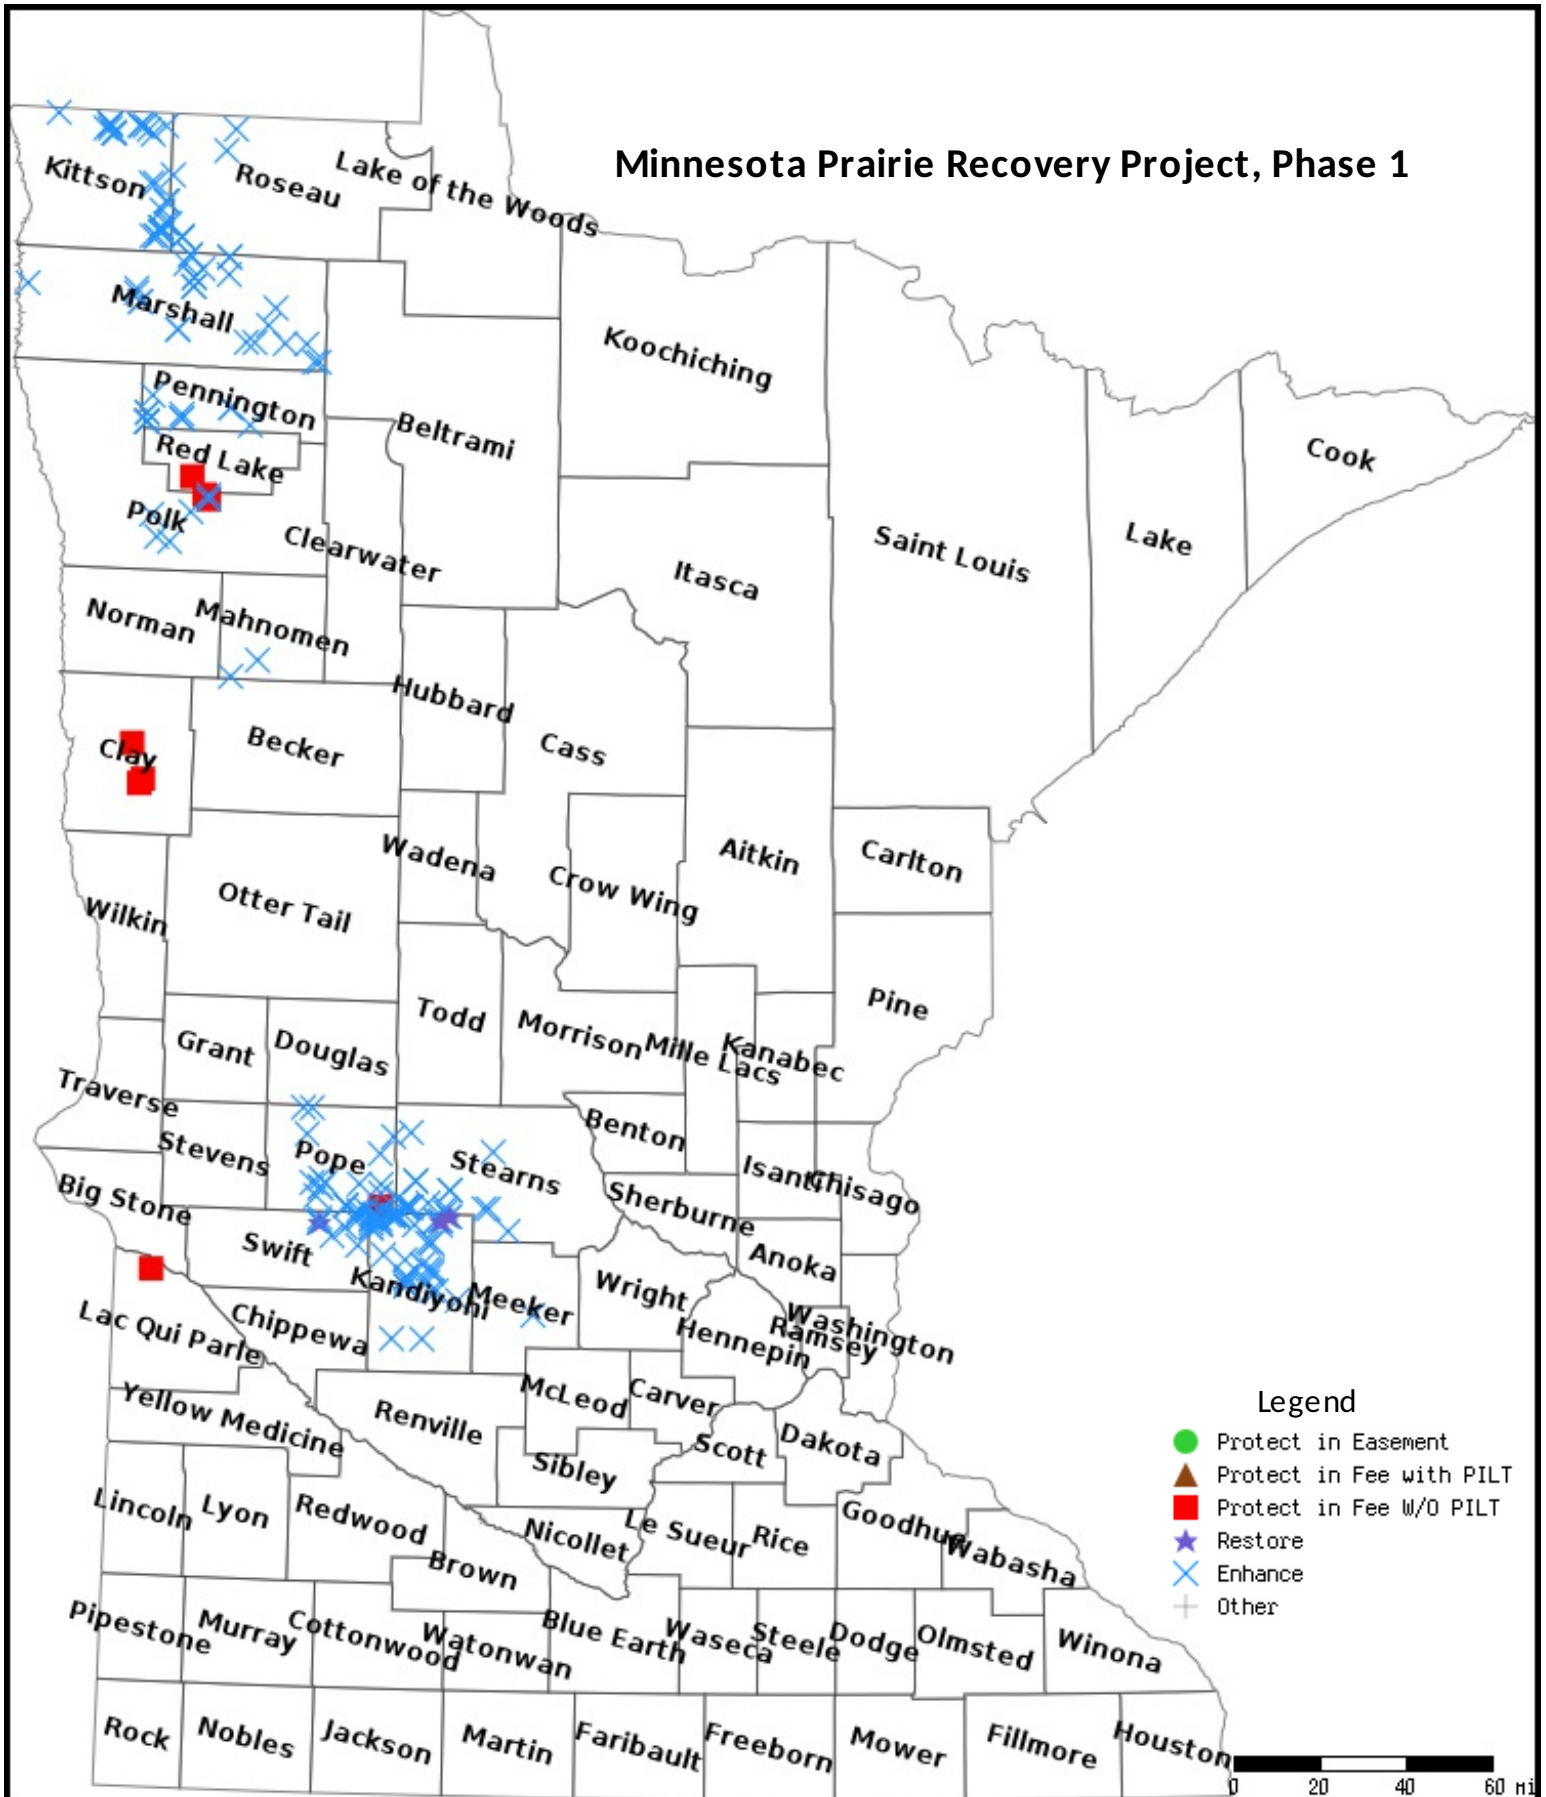 Minnesota Prairie Recovery Project, Phase 1
Kittson
Roseau
Lake of the Woods
Marshall
Koochiching
Pennington
Beltrami
Red Lake
Cook
Polk
Clearwater
Itasca
Saint Louis
Lake
Norman
Mahnomen
Hubbard
Clay
Becker
Cass
Wadena
Aitkin
Carlton
Crow Wing
Otter Tail
Wilkin
Todd
Pine
Morrison
Grant
Douglas
Mille Lacs
Kanabec
Traverse
Benton
Stevens
Pope
Stearns
Isanti
Chisago
Big Stone
Sherburne
Swift
Anoka
Kandiyohi
Meeker
Wright
Washington
Ramsey
Hennepin
Lac Qui Parle
Chippewa
McLeod
Carver
Yellow Medicine
Renville
Scott
Dakota
Sibley
Lincoln
Lyon
Redwood
Nicollet
Le Sueur
Rice
Goodhue
Wabasha
Brown
Pipestone
Murray
Cottonwood
Watonwan
Blue Earth
Waseca
Steele
Dodge
Olmsted
Winona
Rock
Nobles
Jackson
Martin
Faribault
Freeborn
Mower
Fillmore
Houston
Legend
Protect in Easement
Protect in Fee with PILT
Protect in Fee W/O PILT
Restore
Enhance
Other
0 20 40 60 mi